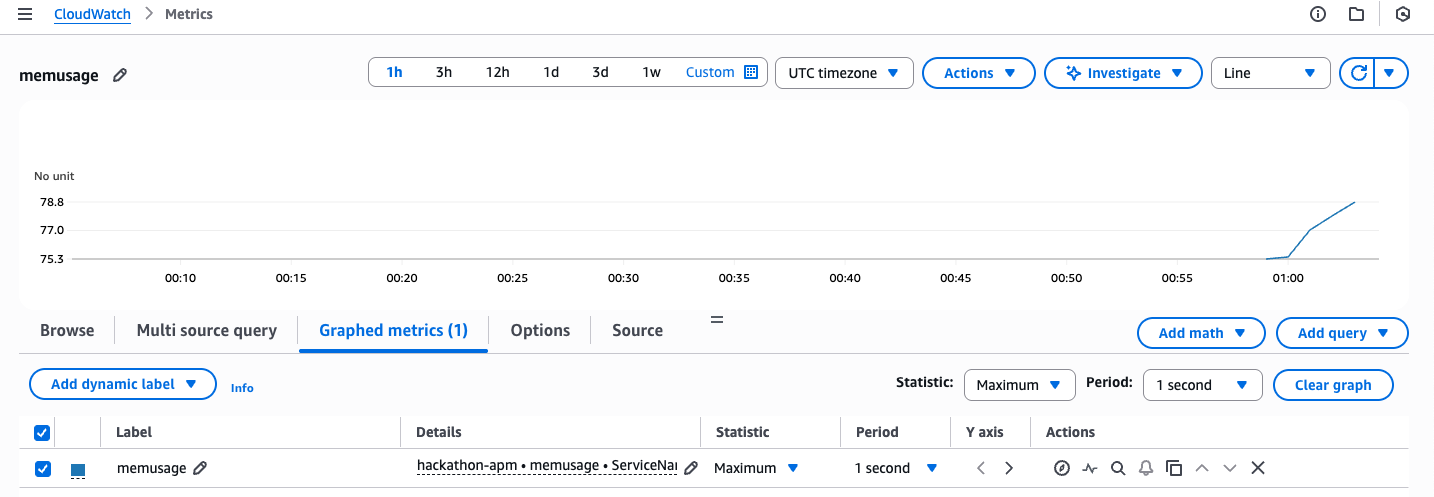 CloudWatch > Metrics
memusage 1h 3h 12h 1d 3d 1w Custom UTC timezone Actions Investigate Line
No unit
78.8
77.0
75.3
00:10 00:15 00:20 00:25 00:30 00:35 00:40 00:45 00:50 00:55 01:00
Browse Multi source query Graphed metrics (1) Options Source Add math Add query
Add dynamic label Info Statistic: Maximum Period: 1 second Clear graph
Label Details Statistic Period Y axis Actions
memusage hackathon-apm • memusage • ServiceNa Maximum 1 second